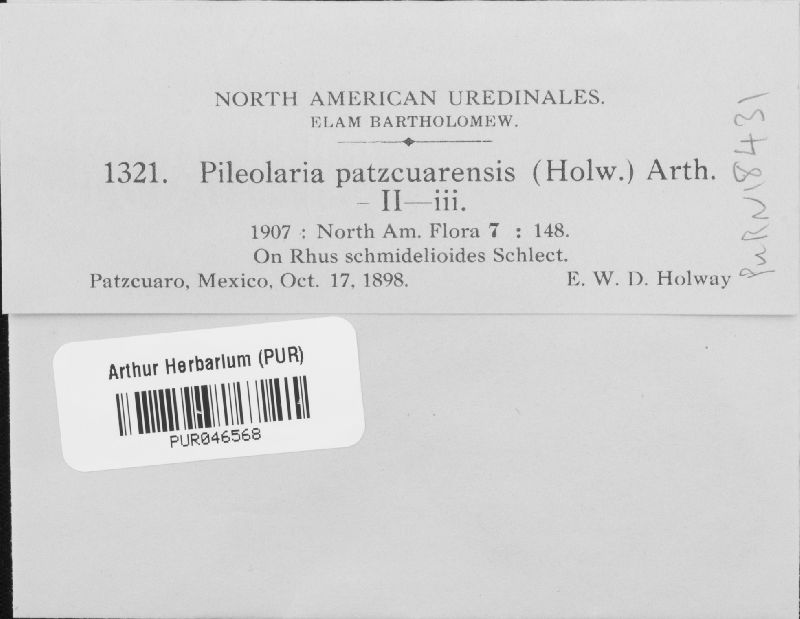 NORTH AMERICAN UREDINALES.
ELAM BARTHOLOMEW.
1321. Pileolaria patzcuarensis (Holw.) Arth.
– II—iii.
1907 : North Am. Flora 7 : 148.
On Rhus schmidelioides Schlect.
Patzcuaro, Mexico, Oct. 17, 1898. E. W. D. Holway
PURN18431
Arthur Herbarium (PUR)
PUR046568